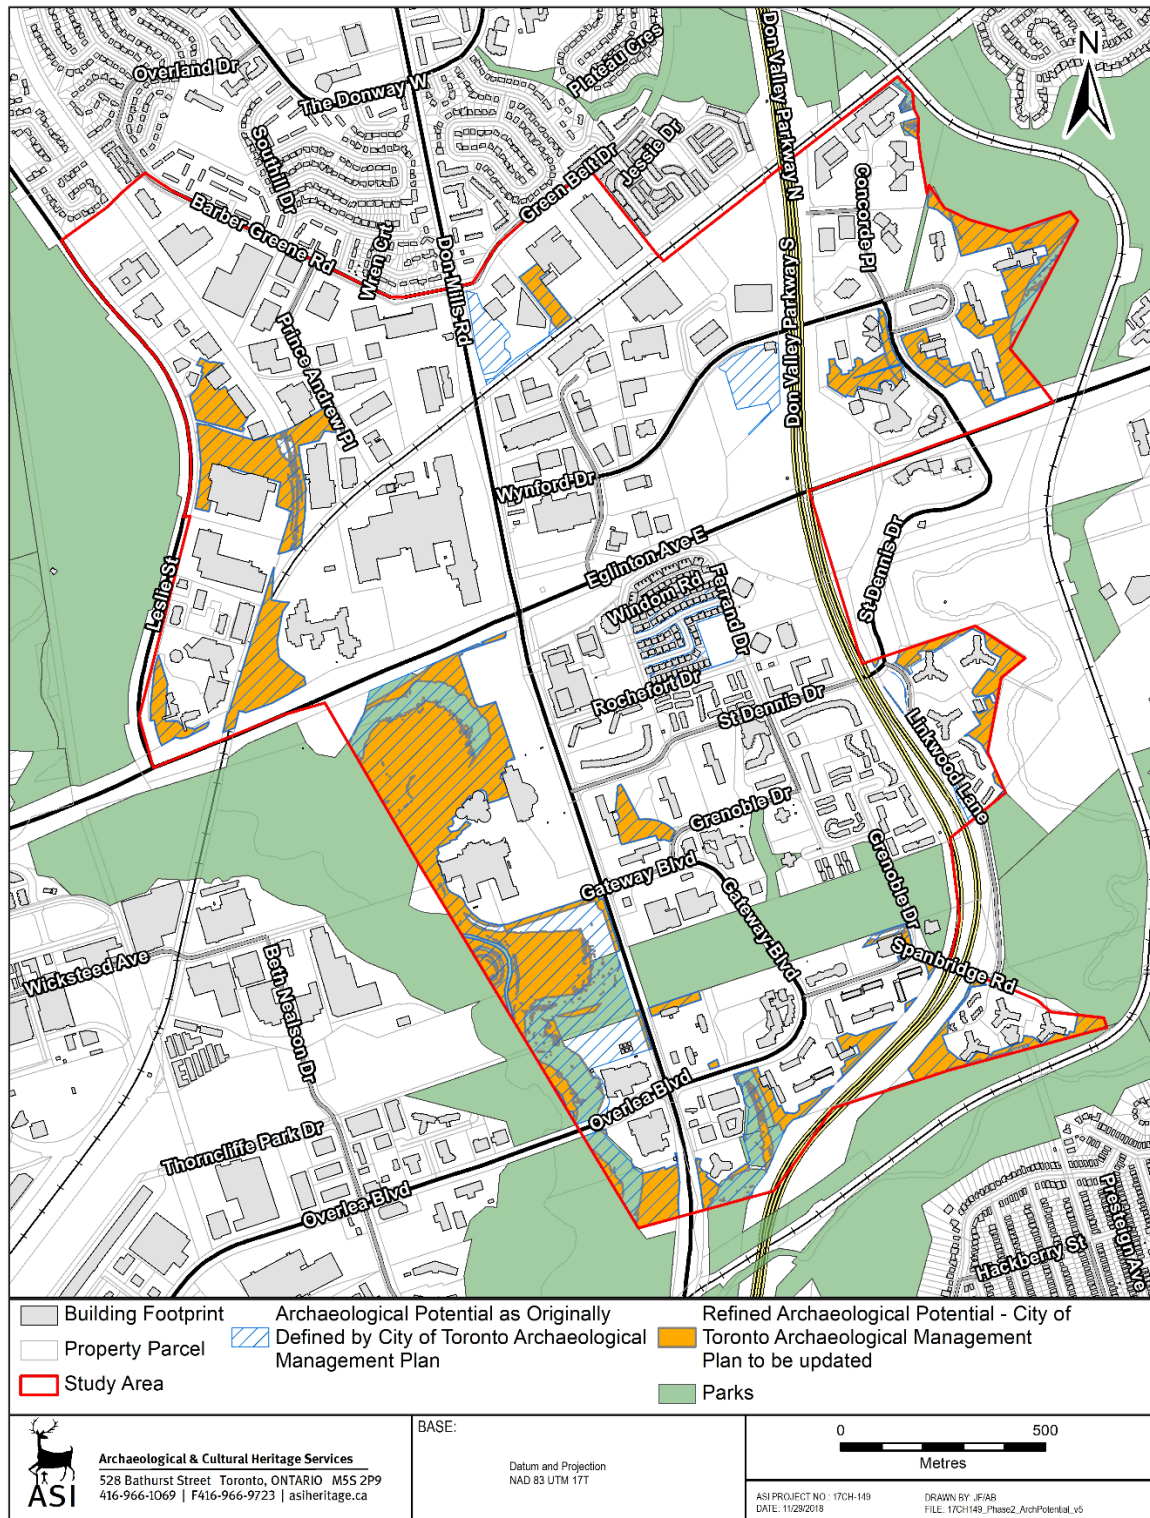 Overland Dr
The Donway W
Plateau Cres
Don Valley Parkway N
N
Southill Dr
Jessie Dr
Green Belt Dr
Concorde Pl
Barber Greene Rd
Wren Crt
Don Mills Rd
Don Valley Parkway S
Prince Andrew Pl
Wynford Dr
Eglinton Ave E
Leslie St
Windom Rd
Ferrand Dr
St Dennis Dr
Rochefort Dr
St Dennis Dr
Linkwood Lane
Grenoble Dr
Gateway Blvd
Grenoble Dr
Gateway Blvd
Spanbridge Rd
Wicksteed Ave
Beth Nealson Dr
Overlea Blvd
Thorncliffe Park Dr
Overlea Blvd
Presteign Ave
Hackberry St
Building Footprint
Property Parcel
Study Area
Archaeological Potential as Originally
Defined by City of Toronto Archaeological
Management Plan
Refined Archaeological Potential - City of
Toronto Archaeological Management
Plan to be updated
Parks
ASI
Archaeological & Cultural Heritage Services
528 Bathurst Street Toronto, ONTARIO M5S 2P9
416-966-1069 | F416-966-9723 | asiheritage.ca
BASE:
Datum and Projection
NAD 83 UTM 17T
0 500
Metres
ASI PROJECT NO.: 17CH-149
DATE: 11/29/2018
DRAWN BY: JF/AB
FILE: 17CH149_Phase2_ArchPotential_v5